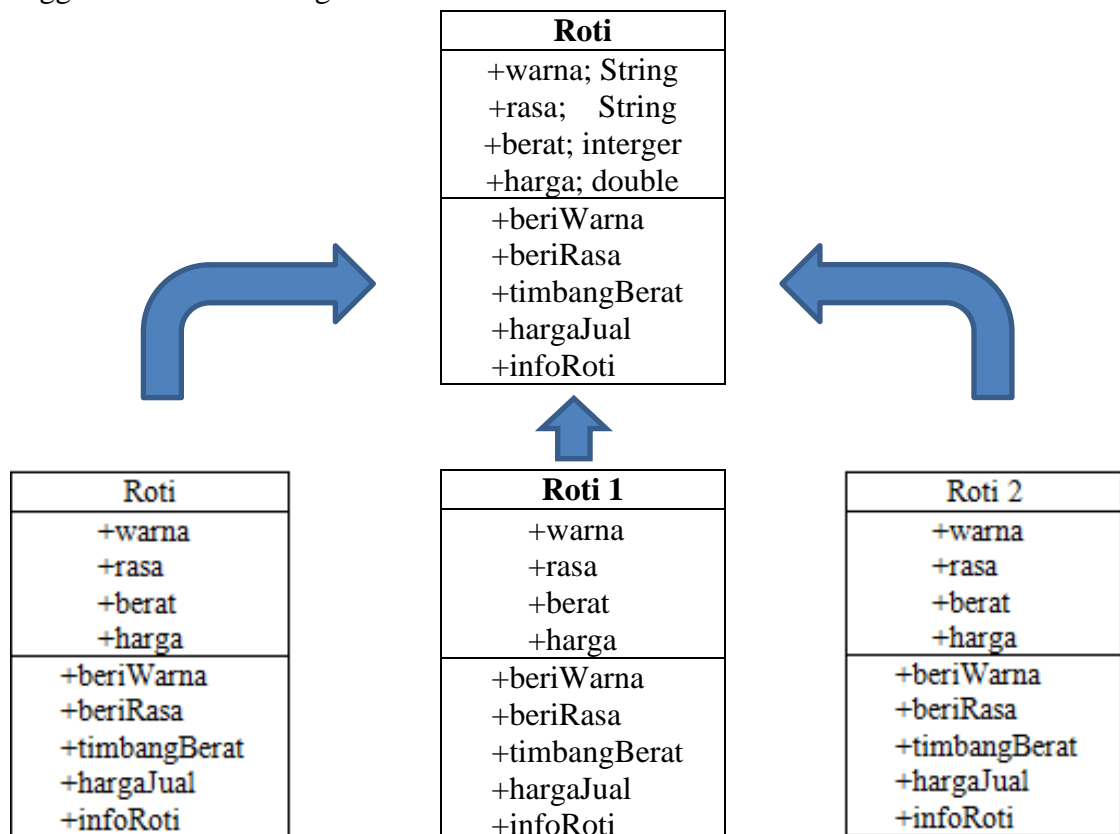 Roti
+warna; String
+rasa; String
+berat; interger
+harga; double
+beriWarna
+beriRasa
+timbangBerat
+hargaJual
+infoRoti
Roti
+warna
+rasa
+berat
+harga
+beriWarna
+beriRasa
+timbangBerat
+hargaJual
+infoRoti
Roti 1
+warna
+rasa
+berat
+harga
+beriWarna
+beriRasa
+timbangBerat
+hargaJual
+infoRoti
Roti 2
+warna
+rasa
+berat
+harga
+beriWarna
+beriRasa
+timbangBerat
+hargaJual
+infoRoti